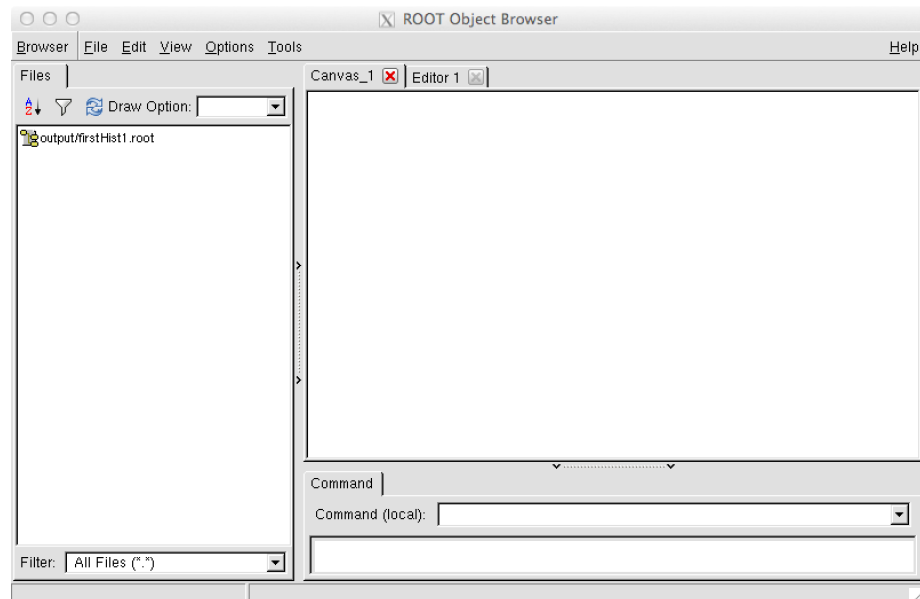 X ROOT Object Browser
Browser File Edit View Options Tools Help
Files
Canvas_1 Editor 1
A Z Draw Option:
output/firstHist1.root
Command
Command (local):
Filter: All Files (*.*)